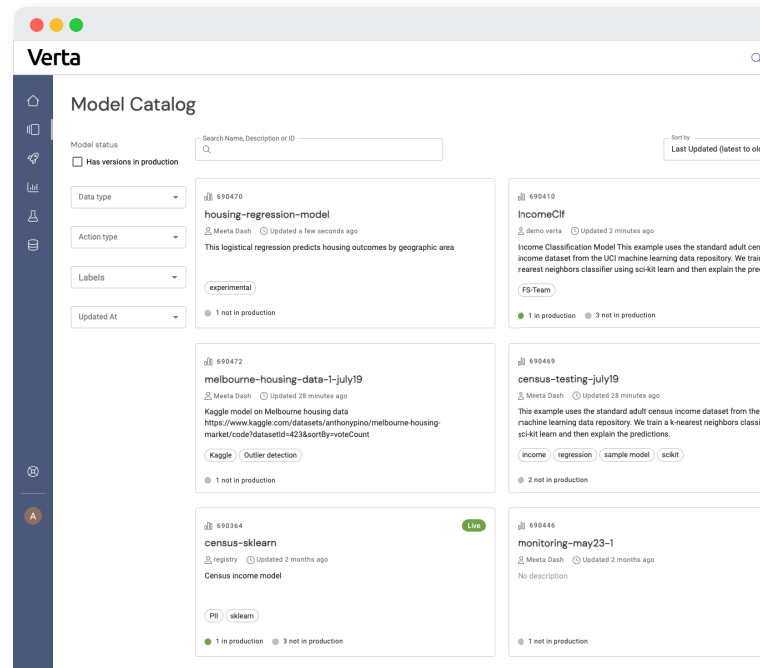 Verta
Model Catalog
Model status
Has versions in production
Search Name, Description or ID
Sort by
Last Updated (latest to old
Data type
Action type
Labels
Updated At
690470
housing-regression-model
Meeta Dash Updated a few seconds ago
This logistical regression predicts housing outcomes by geographic area
experimental
1 not in production
690410
IncomeClf
demo verta Updated 2 minutes ago
Income Classification Model This example uses the standard adult cen
income dataset from the UCI machine learning data repository. We trai
nearest neighbors classifier using sci-kit learn and then explain the pre
FS-Team
1 in production 3 not in production
690472
melbourne-housing-data-1-july19
Meeta Dash Updated 28 minutes ago
Kaggle model on Melbourne housing data
https://www.kaggle.com/datasets/anthonypino/melbourne-housing-
market/code?datasetId=423&sortBy=voteCount
Kaggle Outlier detection
1 not in production
690469
census-testing-july19
Meeta Dash Updated 28 minutes ago
This example uses the standard adult census income dataset from the
machine learning data repository. We train a k-nearest neighbors classi
sci-kit learn and then explain the predictions.
income regression sample model scikit
2 not in production
690364
Live
census-sklearn
registry Updated 2 months ago
Census income model
PII sklearn
1 in production 3 not in production
690446
monitoring-may23-1
Meeta Dash Updated 2 months ago
No description
1 not in production
A